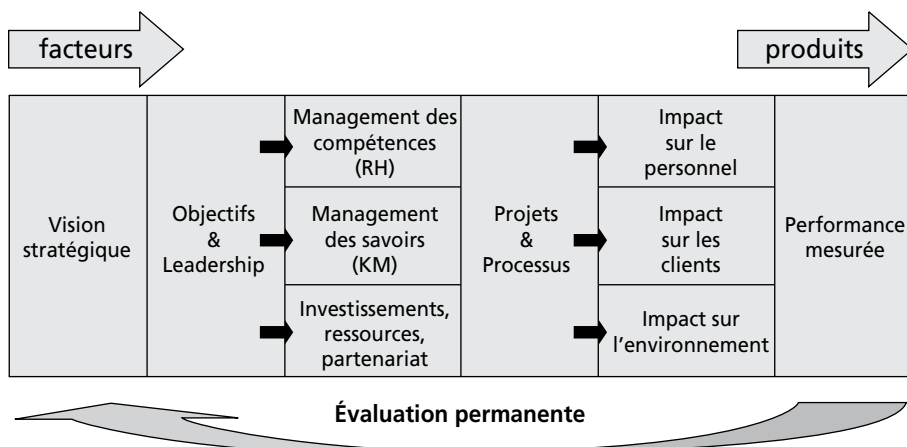 facteurs
produits
Vision
stratégique
Objectifs
&
Leadership
Management des
compétences
(RH)
Management
des savoirs
(KM)
Investissements,
ressources,
partenariat
Projets
&
Processus
Impact
sur le
personnel
Impact
sur les
clients
Impact sur
l'environnement
Performance
mesurée
Évaluation permanente